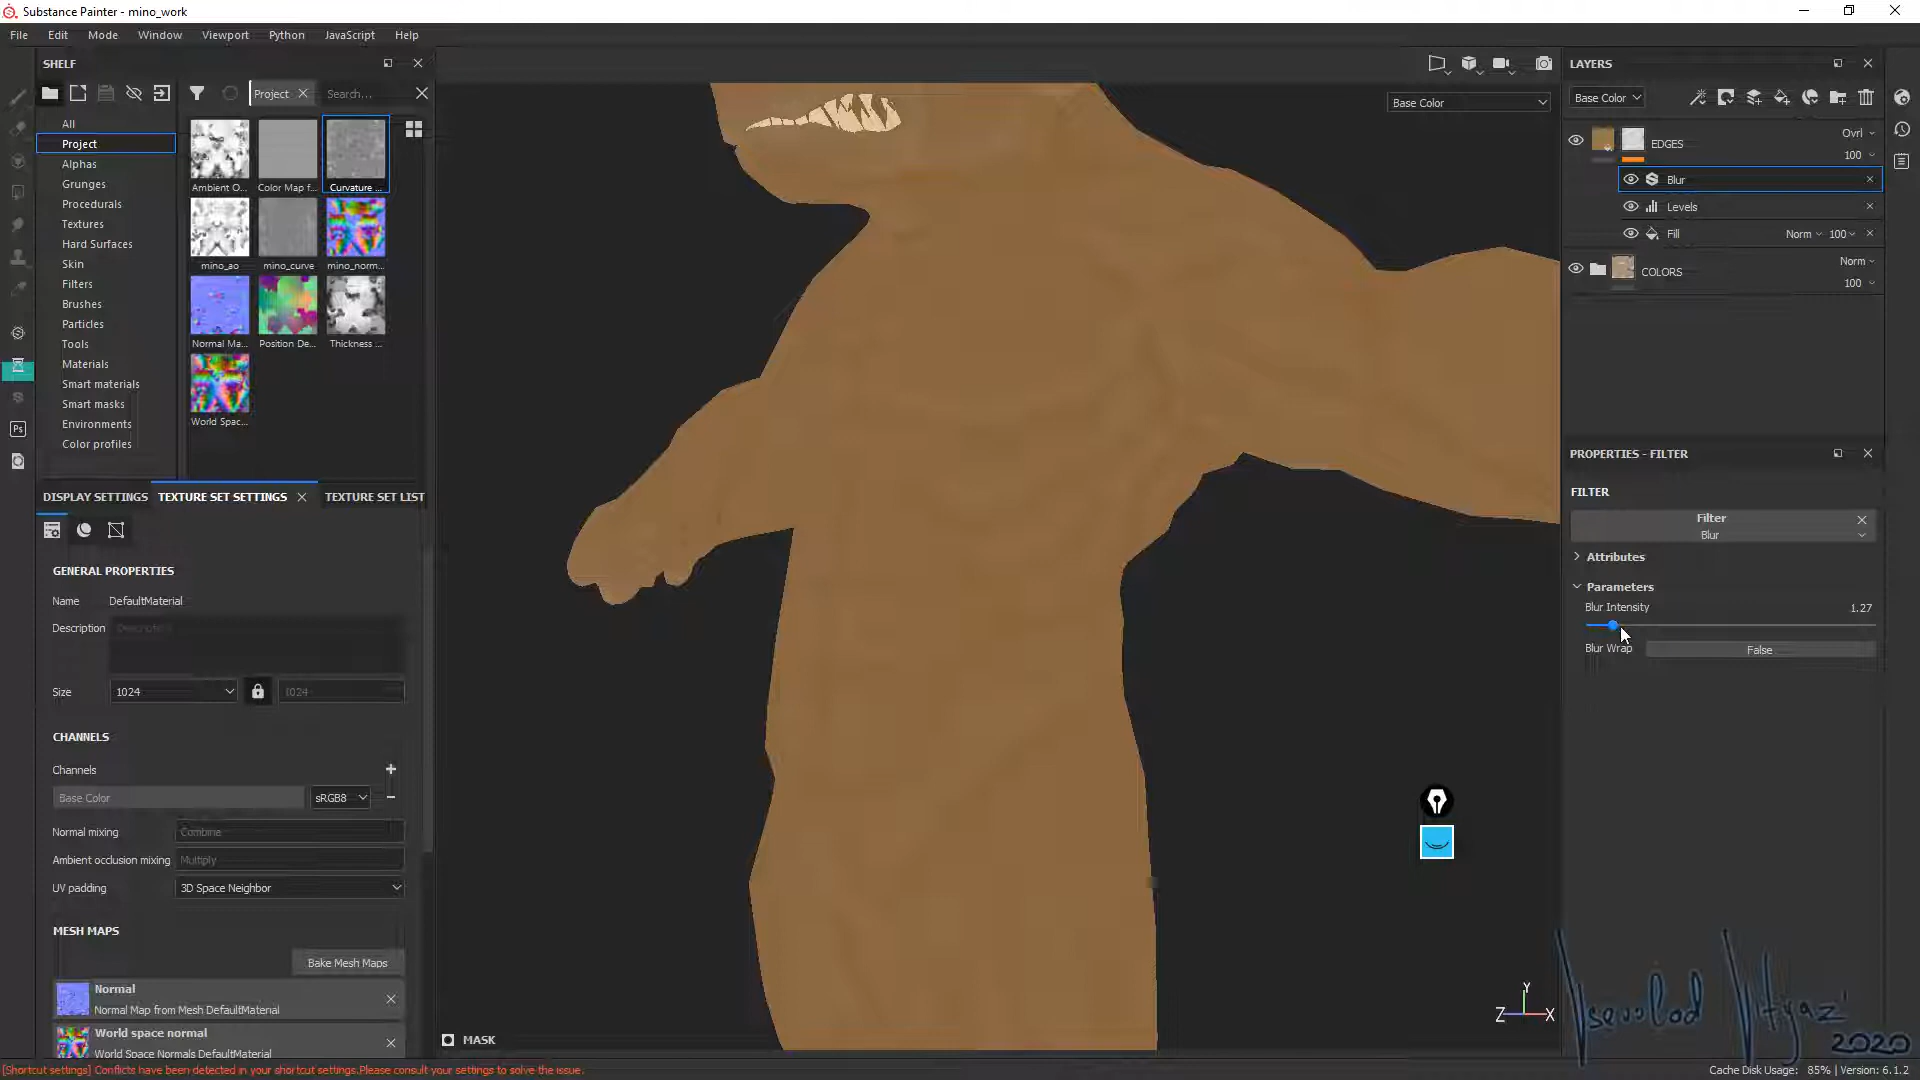 Substance Painter - mino_work
File Edit Mode Window Viewport Python JavaScript Help
SHELF
Project
Search...
All
Project
Alphas
Grunges
Procedurals
Textures
Hard Surfaces
Skin
Filters
Brushes
Particles
Tools
Materials
Smart materials
Smart masks
Environments
Color profiles
Ambient O... Color Map f... Curvature ...
mino_ao mino_curve mino_norm...
Normal Ma... Position De... Thickness ...
World Spac...
Ps
DISPLAY SETTINGS TEXTURE SET SETTINGS TEXTURE SET LIST
GENERAL PROPERTIES
Name DefaultMaterial
Description
Size 1024 1024
CHANNELS
Channels
Base Color sRGB8
Normal mixing Combine
Ambient occlusion mixing Multiply
UV padding 3D Space Neighbor
MESH MAPS
Bake Mesh Maps
Normal
Normal Map from Mesh DefaultMaterial
World space normal
World Space Normals DefaultMaterial
Base Color
MASK
Y
Z X
LAYERS
Base Color
EDGES Ovrl
100
Blur
Levels
Fill Norm 100
COLORS Norm
100
PROPERTIES - FILTER
FILTER
Filter
Blur
Attributes
Parameters
Blur Intensity 1.27
Blur Wrap False
2020
[Shortcut settings] Conflicts have been detected in your shortcut settings.Please consult your settings to solve the issue.
Cache Disk Usage: 85% | Version: 6.1.2